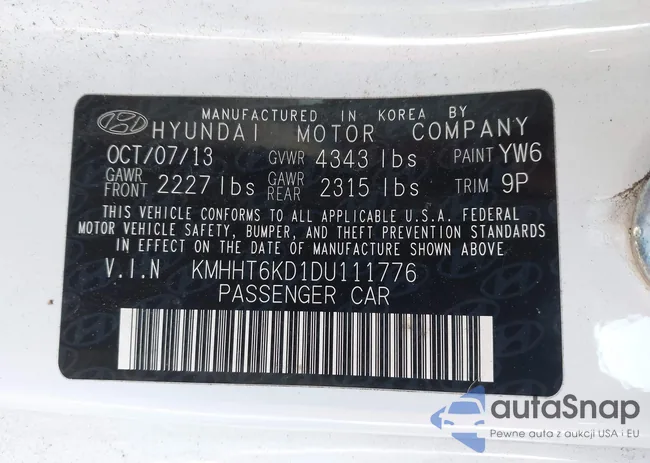 MANUFACTURED IN KOREA BY
HYUNDAI MOTOR COMPANY
OCT/07/13 GVWR 4343 lbs PAINT YW6
GAWR FRONT 2227 lbs GAWR REAR 2315 lbs TRIM 9P
THIS VEHICLE CONFORMS TO ALL APPLICABLE U.S.A. FEDERAL
MOTOR VEHICLE SAFETY, BUMPER, AND THEFT PREVENTION STANDARDS
IN EFFECT ON THE DATE OF MANUFACTURE SHOWN ABOVE.
V.I.N KMHHT6KD1DU111776
PASSENGER CAR
autaSnap
Pewne auta z aukcji USA i EU